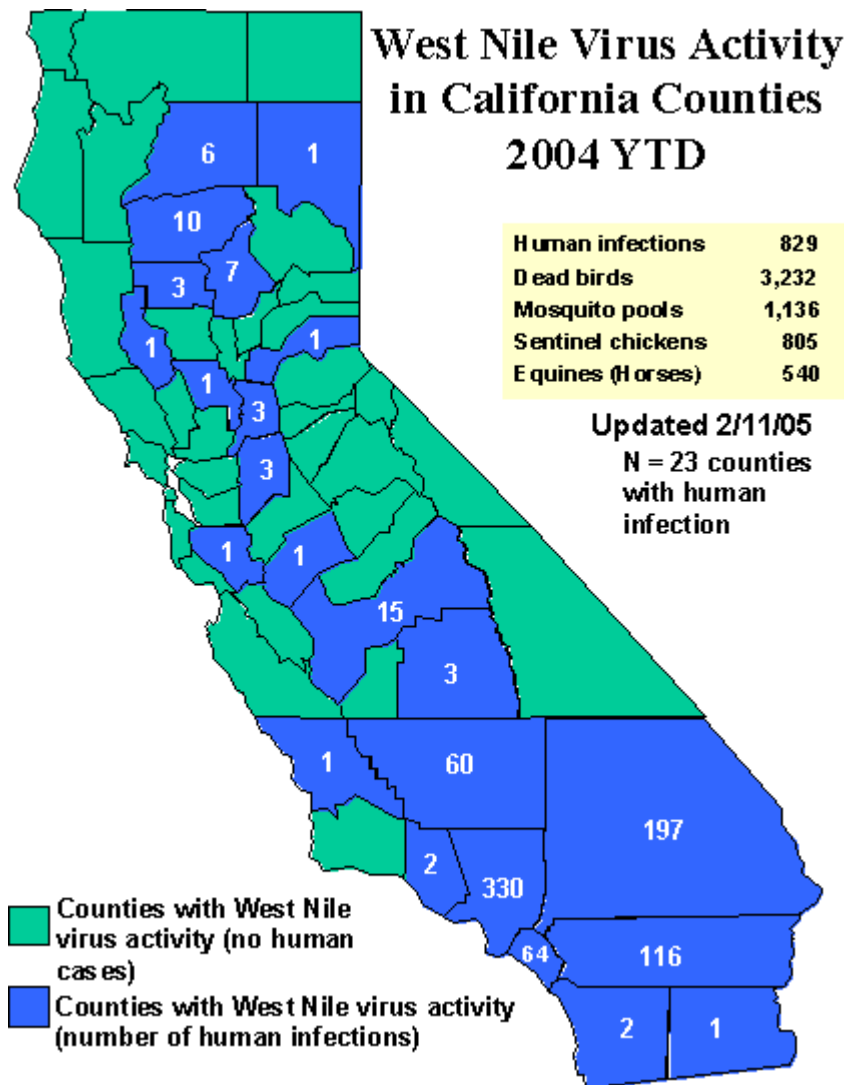 West Nile Virus Activity
in California Counties
2004 YTD
Human infections 829
Dead birds 3,232
Mosquito pools 1,136
Sentinel chickens 805
Equines (Horses) 540
Updated 2/11/05
N = 23 counties
with human
infection
6 1
10
7
3
1
1
1
3
3
1 1
15
3
1
60
197
2
330
64
116
2 1
Counties with West Nile
virus activity (no human
cases)
Counties with West Nile virus activity
(number of human infections)